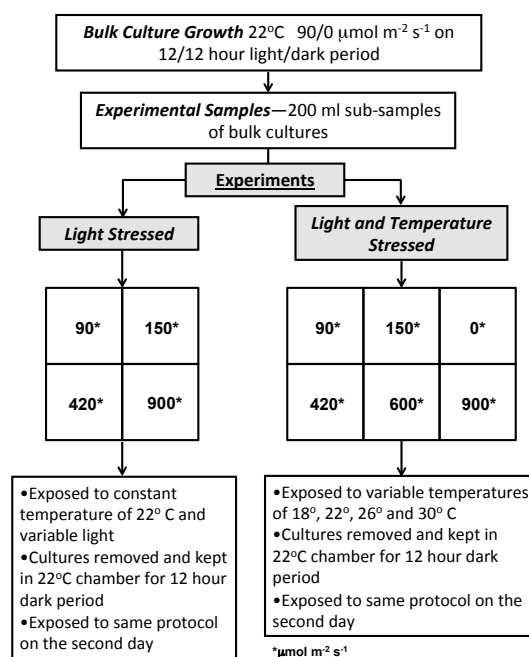 Bulk Culture Growth 22°C 90/0 μmol m⁻² s⁻¹ on
12/12 hour light/dark period
Experimental Samples—200 ml sub-samples
of bulk cultures
Experiments
Light Stressed
Light and Temperature
Stressed
90* 150*
420* 900*
90* 150* 0*
420* 600* 900*
•Exposed to constant
temperature of 22° C and
variable light
•Cultures removed and kept
in 22°C chamber for 12 hour
dark period
•Exposed to same protocol
on the second day
•Exposed to variable temperatures
of 18°, 22°, 26° and 30° C
•Cultures removed and kept in
22°C chamber for 12 hour dark
period
•Exposed to same protocol on the
second day
*μmol m⁻² s⁻¹